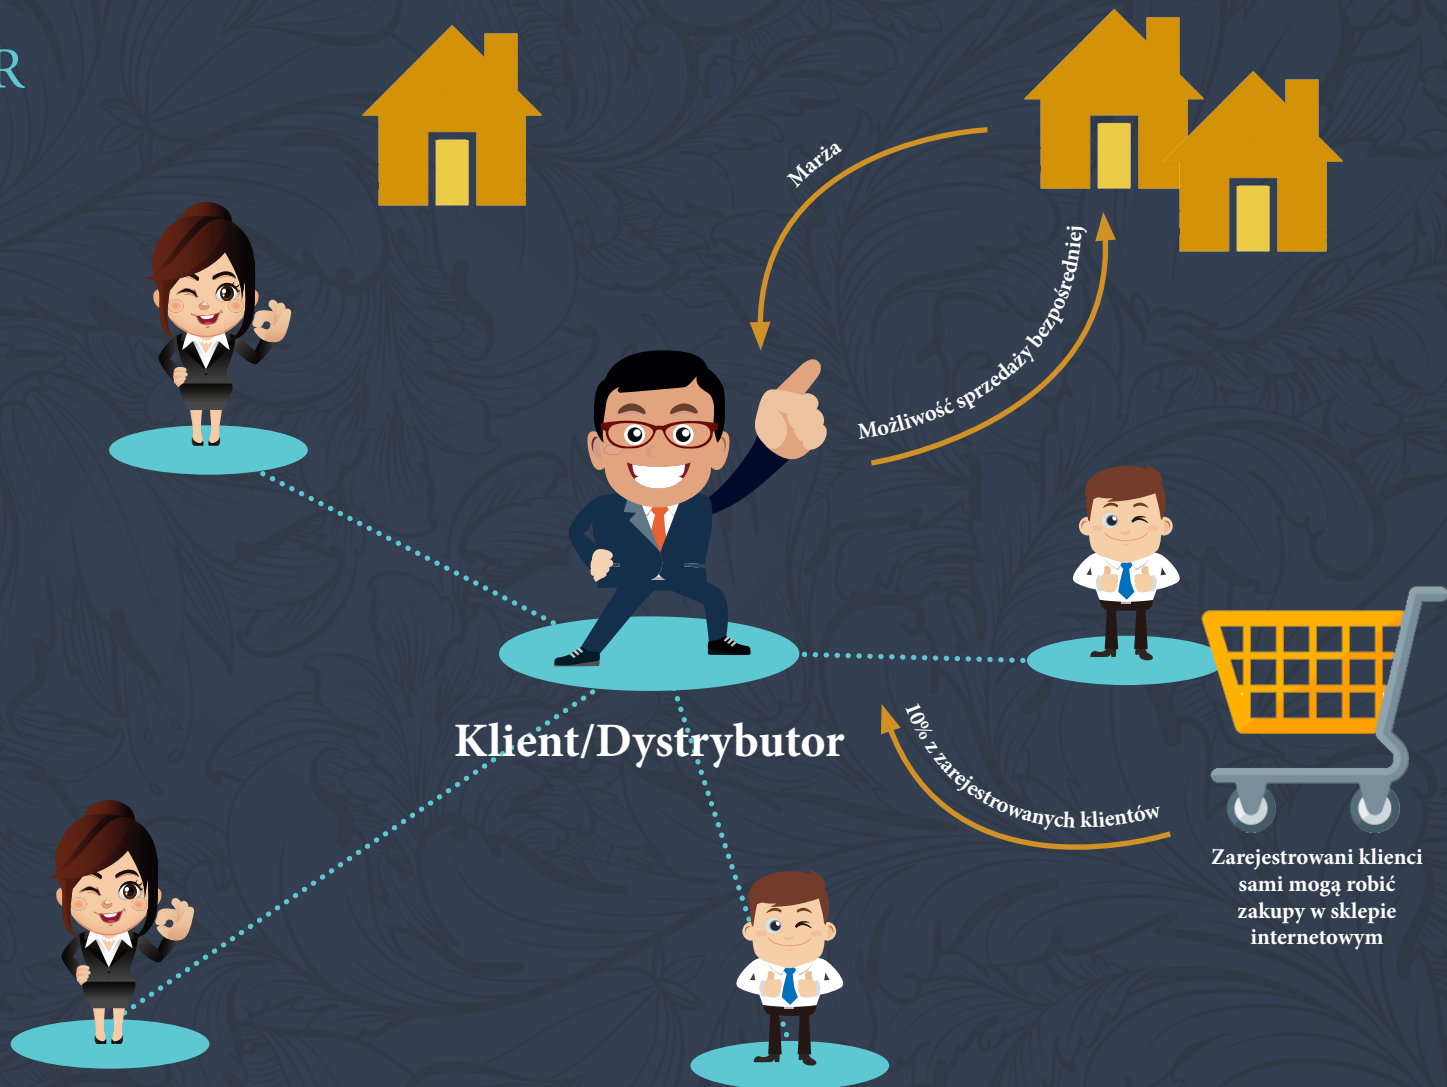 R
Marża
Możliwość sprzedaży bezpośredniej
Klient/Dystrybutor
10% z zarejestrowanych klientów
Zarejestrowani klienci
sami mogą robić
zakupy w sklepie
internetowym